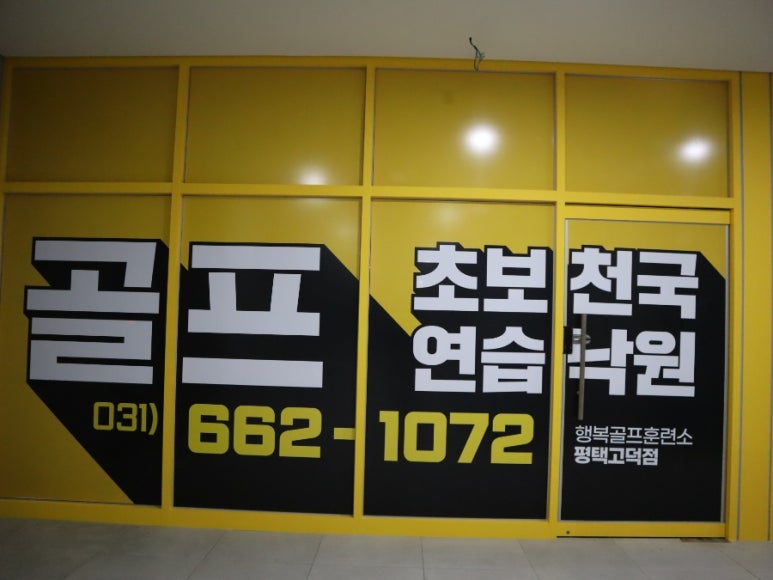 골프
초보천국
연습낙원
031) 662-1072
행복골프훈련소
평택고덕점